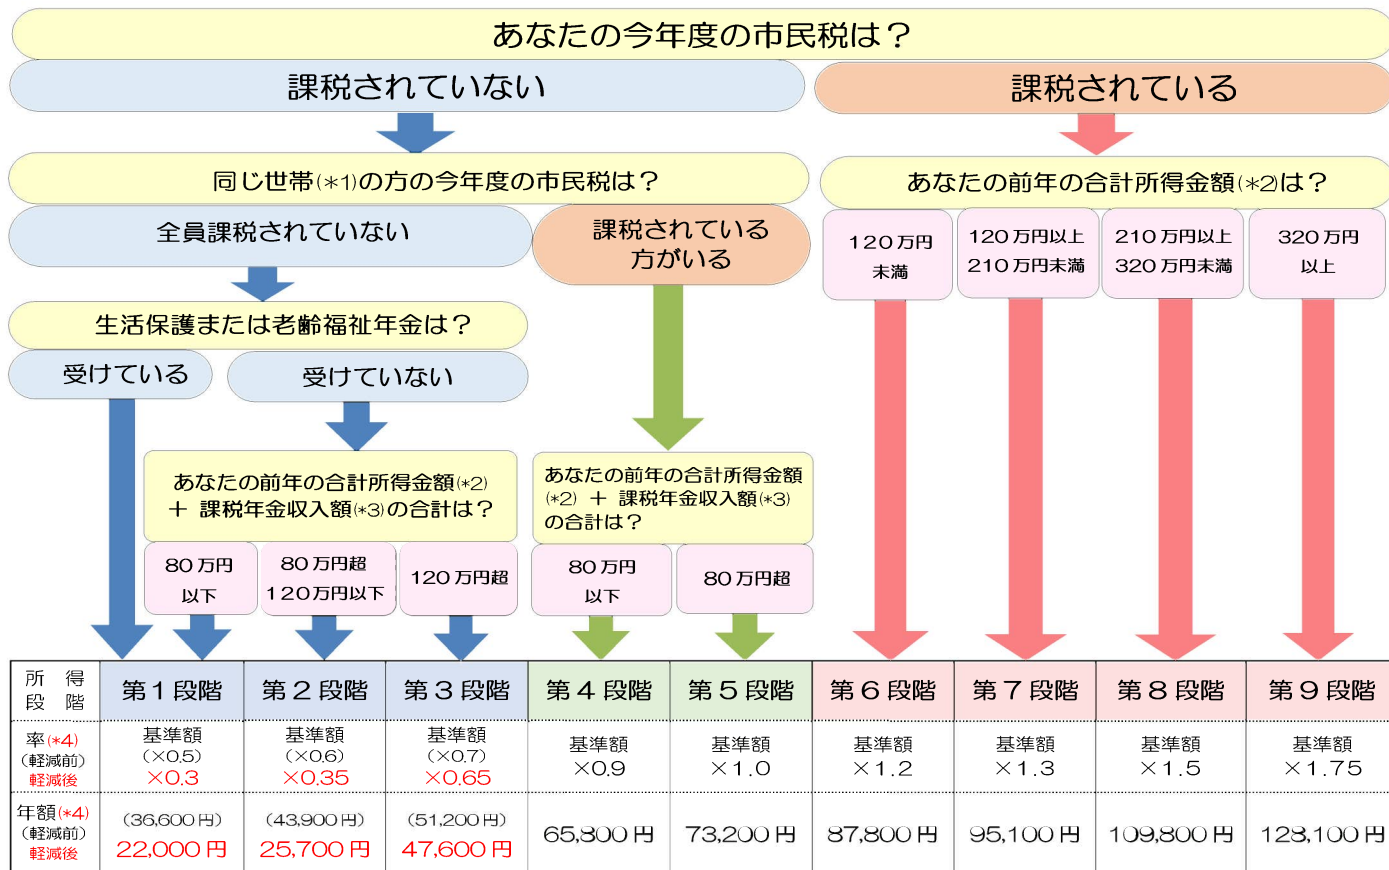 あなたの今年度の市民税は？
課税されていない
課税されている
同じ世帯(＊1)の方の今年度の市民税は？
あなたの前年の合計所得金額(*2)は？
全員課税されていない
課税されている
方がいる
120万円
未満
120万円以上
210万円未満
210万円以上
320万円未満
320万円
以上
生活保護または老齢福祉年金は？
受けている
受けていない
あなたの前年の合計所得金額(*2)
＋ 課税年金収入額(*3)の合計は？
あなたの前年の合計所得金額
(*2) ＋ 課税年金収入額(*3)
の合計は？
80万円
以下
80万円超
120万円以下
120万円超
80万円
以下
80万円超
所 得
段 階
第1段階
第2段階
第3段階
第4段階
第5段階
第6段階
第7段階
第8段階
第9段階
率(*4)
（軽減前）
軽減後
基準額
(×0.5)
×0.3
基準額
(×0.6)
×0.35
基準額
(×0.7)
×0.65
基準額
×0.9
基準額
×1.0
基準額
×1.2
基準額
×1.3
基準額
×1.5
基準額
×1.75
年額(*4)
（軽減前）
軽減後
(36,600円)
22,000円
(43,900円)
25,700円
(51,200円)
47,600円
65,800円
73,200円
87,800円
95,100円
109,800円
128,100円